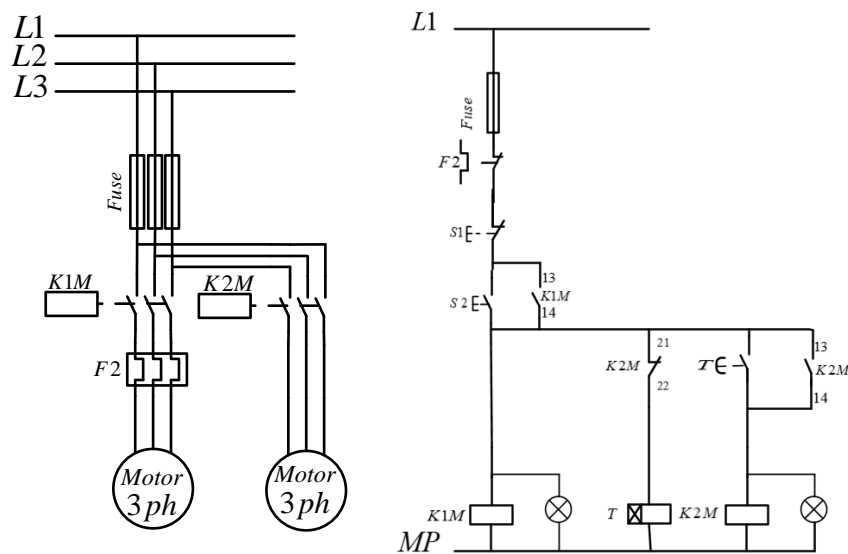 L1
L2
L3
Fuse
K1M
K2M
F2
Motor
3ph
Motor
3ph
L1
Fuse
F2
S1
S2
13
K1M
14
21
K2M
22
T
13
K2M
14
K1M
T
K2M
MP